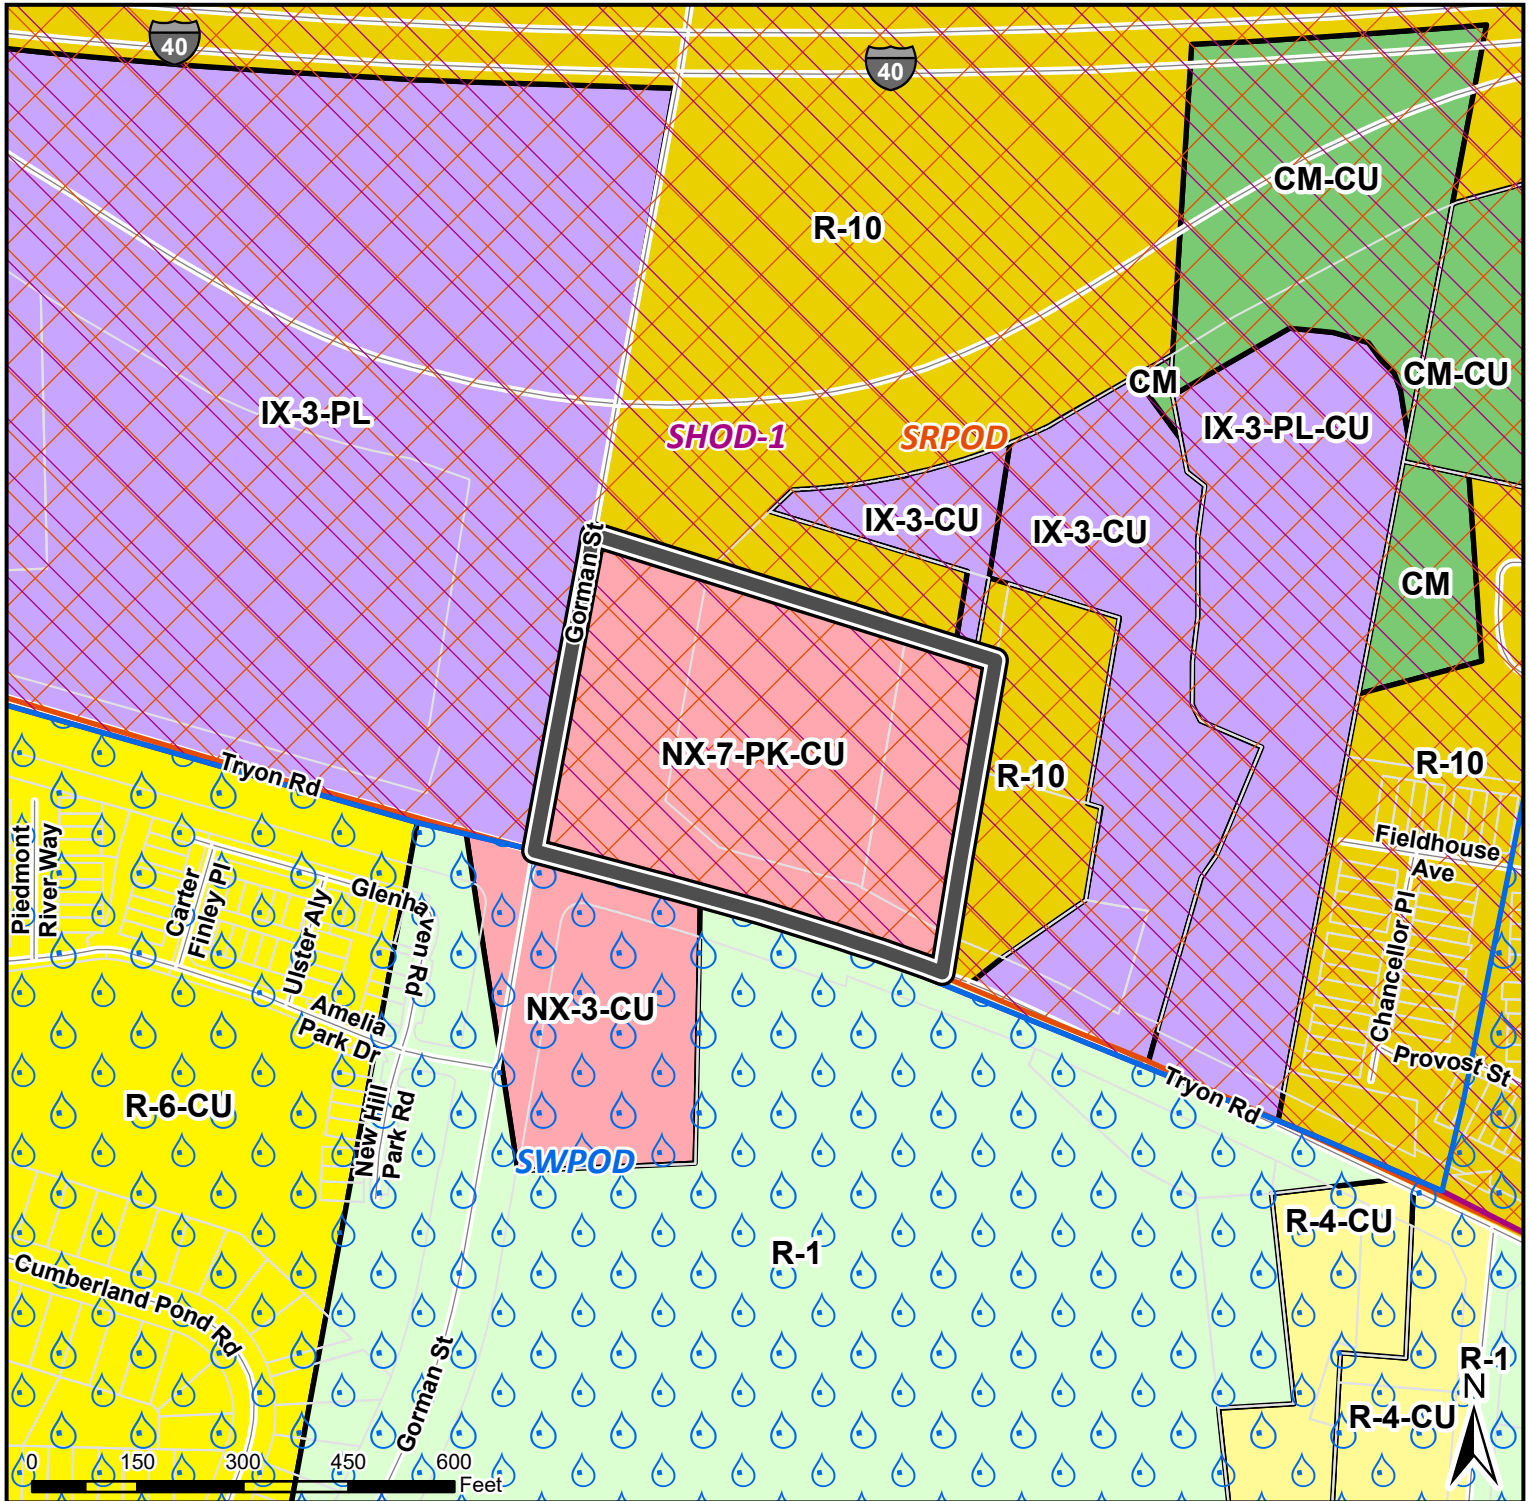 40
40
CM-CU
R-10
CM
CM-CU
IX-3-PL
IX-3-PL-CU
SHOD-1
SRPOD
IX-3-CU
IX-3-CU
CM
Gorman St
NX-7-PK-CU
R-10
R-10
Tryon Rd
Piedmont
River Way
Carter
Finley Pl
Ulster Aly
Glenhaven Rd
Fieldhouse
Ave
Chancellor Pl
Provost St
Amelia
Park Dr
NX-3-CU
New Hill
Park Rd
R-6-CU
Tryon Rd
SWPOD
R-4-CU
R-1
Cumberland Pond Rd
Gorman St
R-1
N
R-4-CU
0 150 300 450 600
Feet